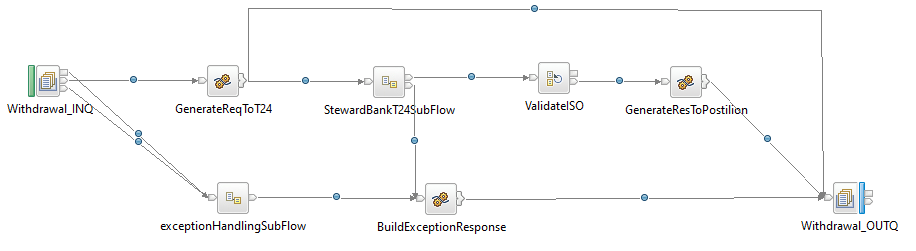 Withdrawal_INQ
GenerateReqToT24
StewardBankT24SubFlow
ValidateISO
GenerateResToPostilion
exceptionHandlingSubFlow
BuildExceptionResponse
Withdrawal_OUTQ